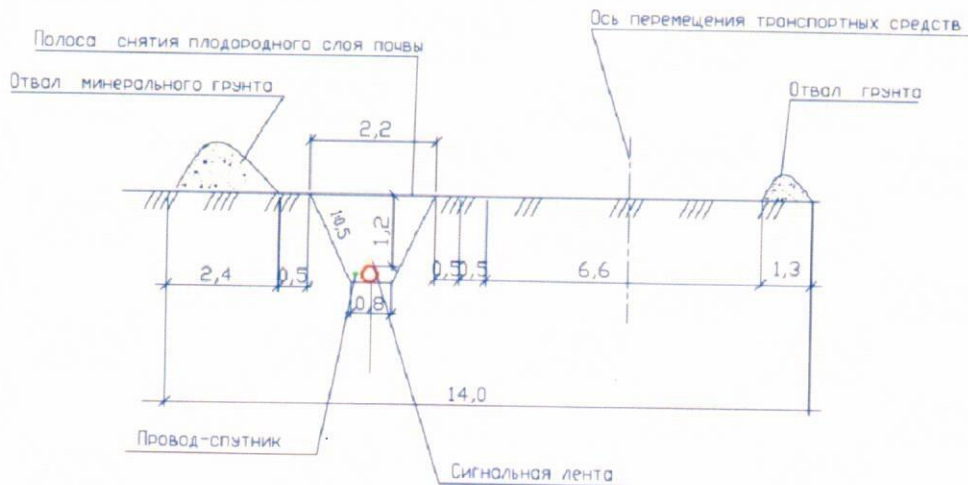 Ось перемещения транспортных средств
Полоса снятия плодородного слоя почвы
Отвал минерального грунта
Отвал грунта
2,2
10,5
1,2
2,4
0,5
0,5
0,5
6,6
1,3
0,8
14,0
Провод-спутник
Сигнальная лента